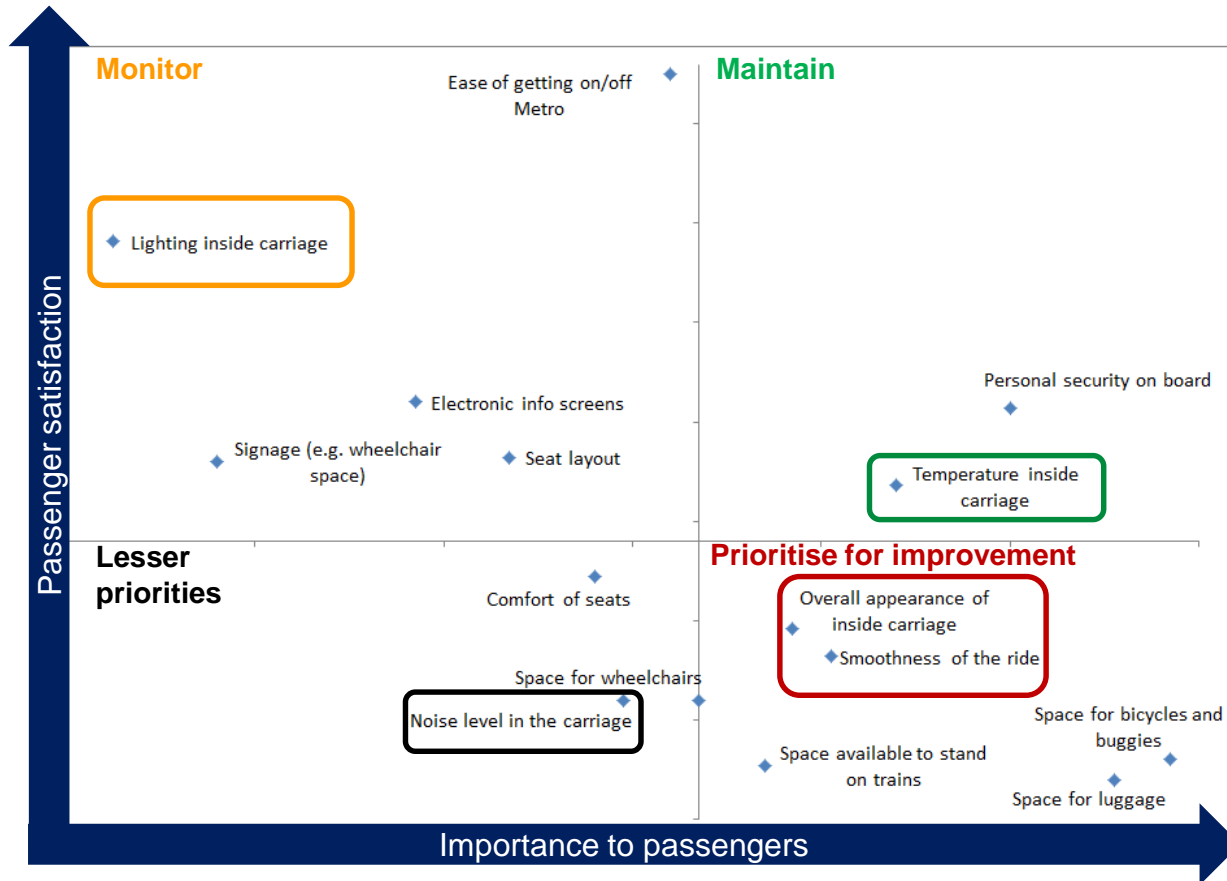 Monitor
Maintain
Ease of getting on/off
Metro
Lighting inside carriage
Personal security on board
Electronic info screens
Signage (e.g. wheelchair
space)
Seat layout
Temperature inside
carriage
Passenger satisfaction
Lesser
priorities
Prioritise for improvement
Comfort of seats
Overall appearance of
inside carriage
Smoothness of the ride
Space for wheelchairs
Noise level in the carriage
Space for bicycles and
buggies
Space available to stand
on trains
Space for luggage
Importance to passengers